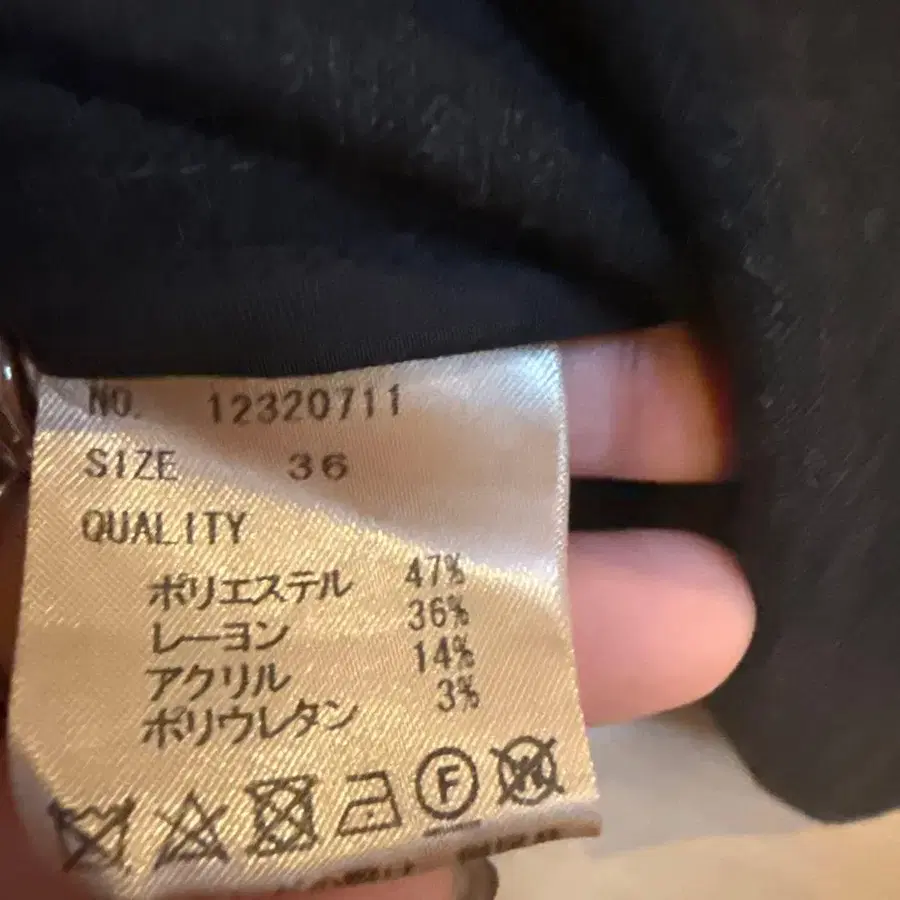 NO. 12320711
SIZE 36
QUALITY
ポリエステル 47%
レーヨン 36%
アクリル 14%
ポリウレタン 3%
F W